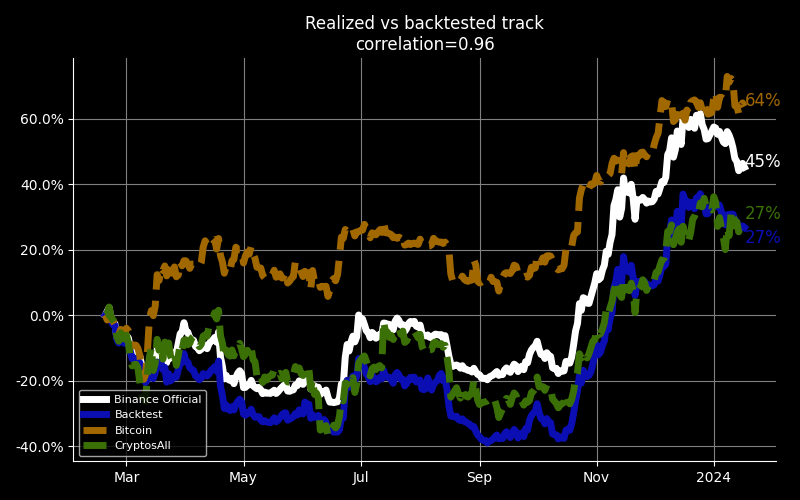 Realized vs backtested track
correlation=0.96
60.0%
40.0%
20.0%
0.0%
-20.0%
-40.0%
64%
45%
27%
27%
Binance Official
Backtest
Bitcoin
CryptosAll
Mar May Jul Sep Nov 2024